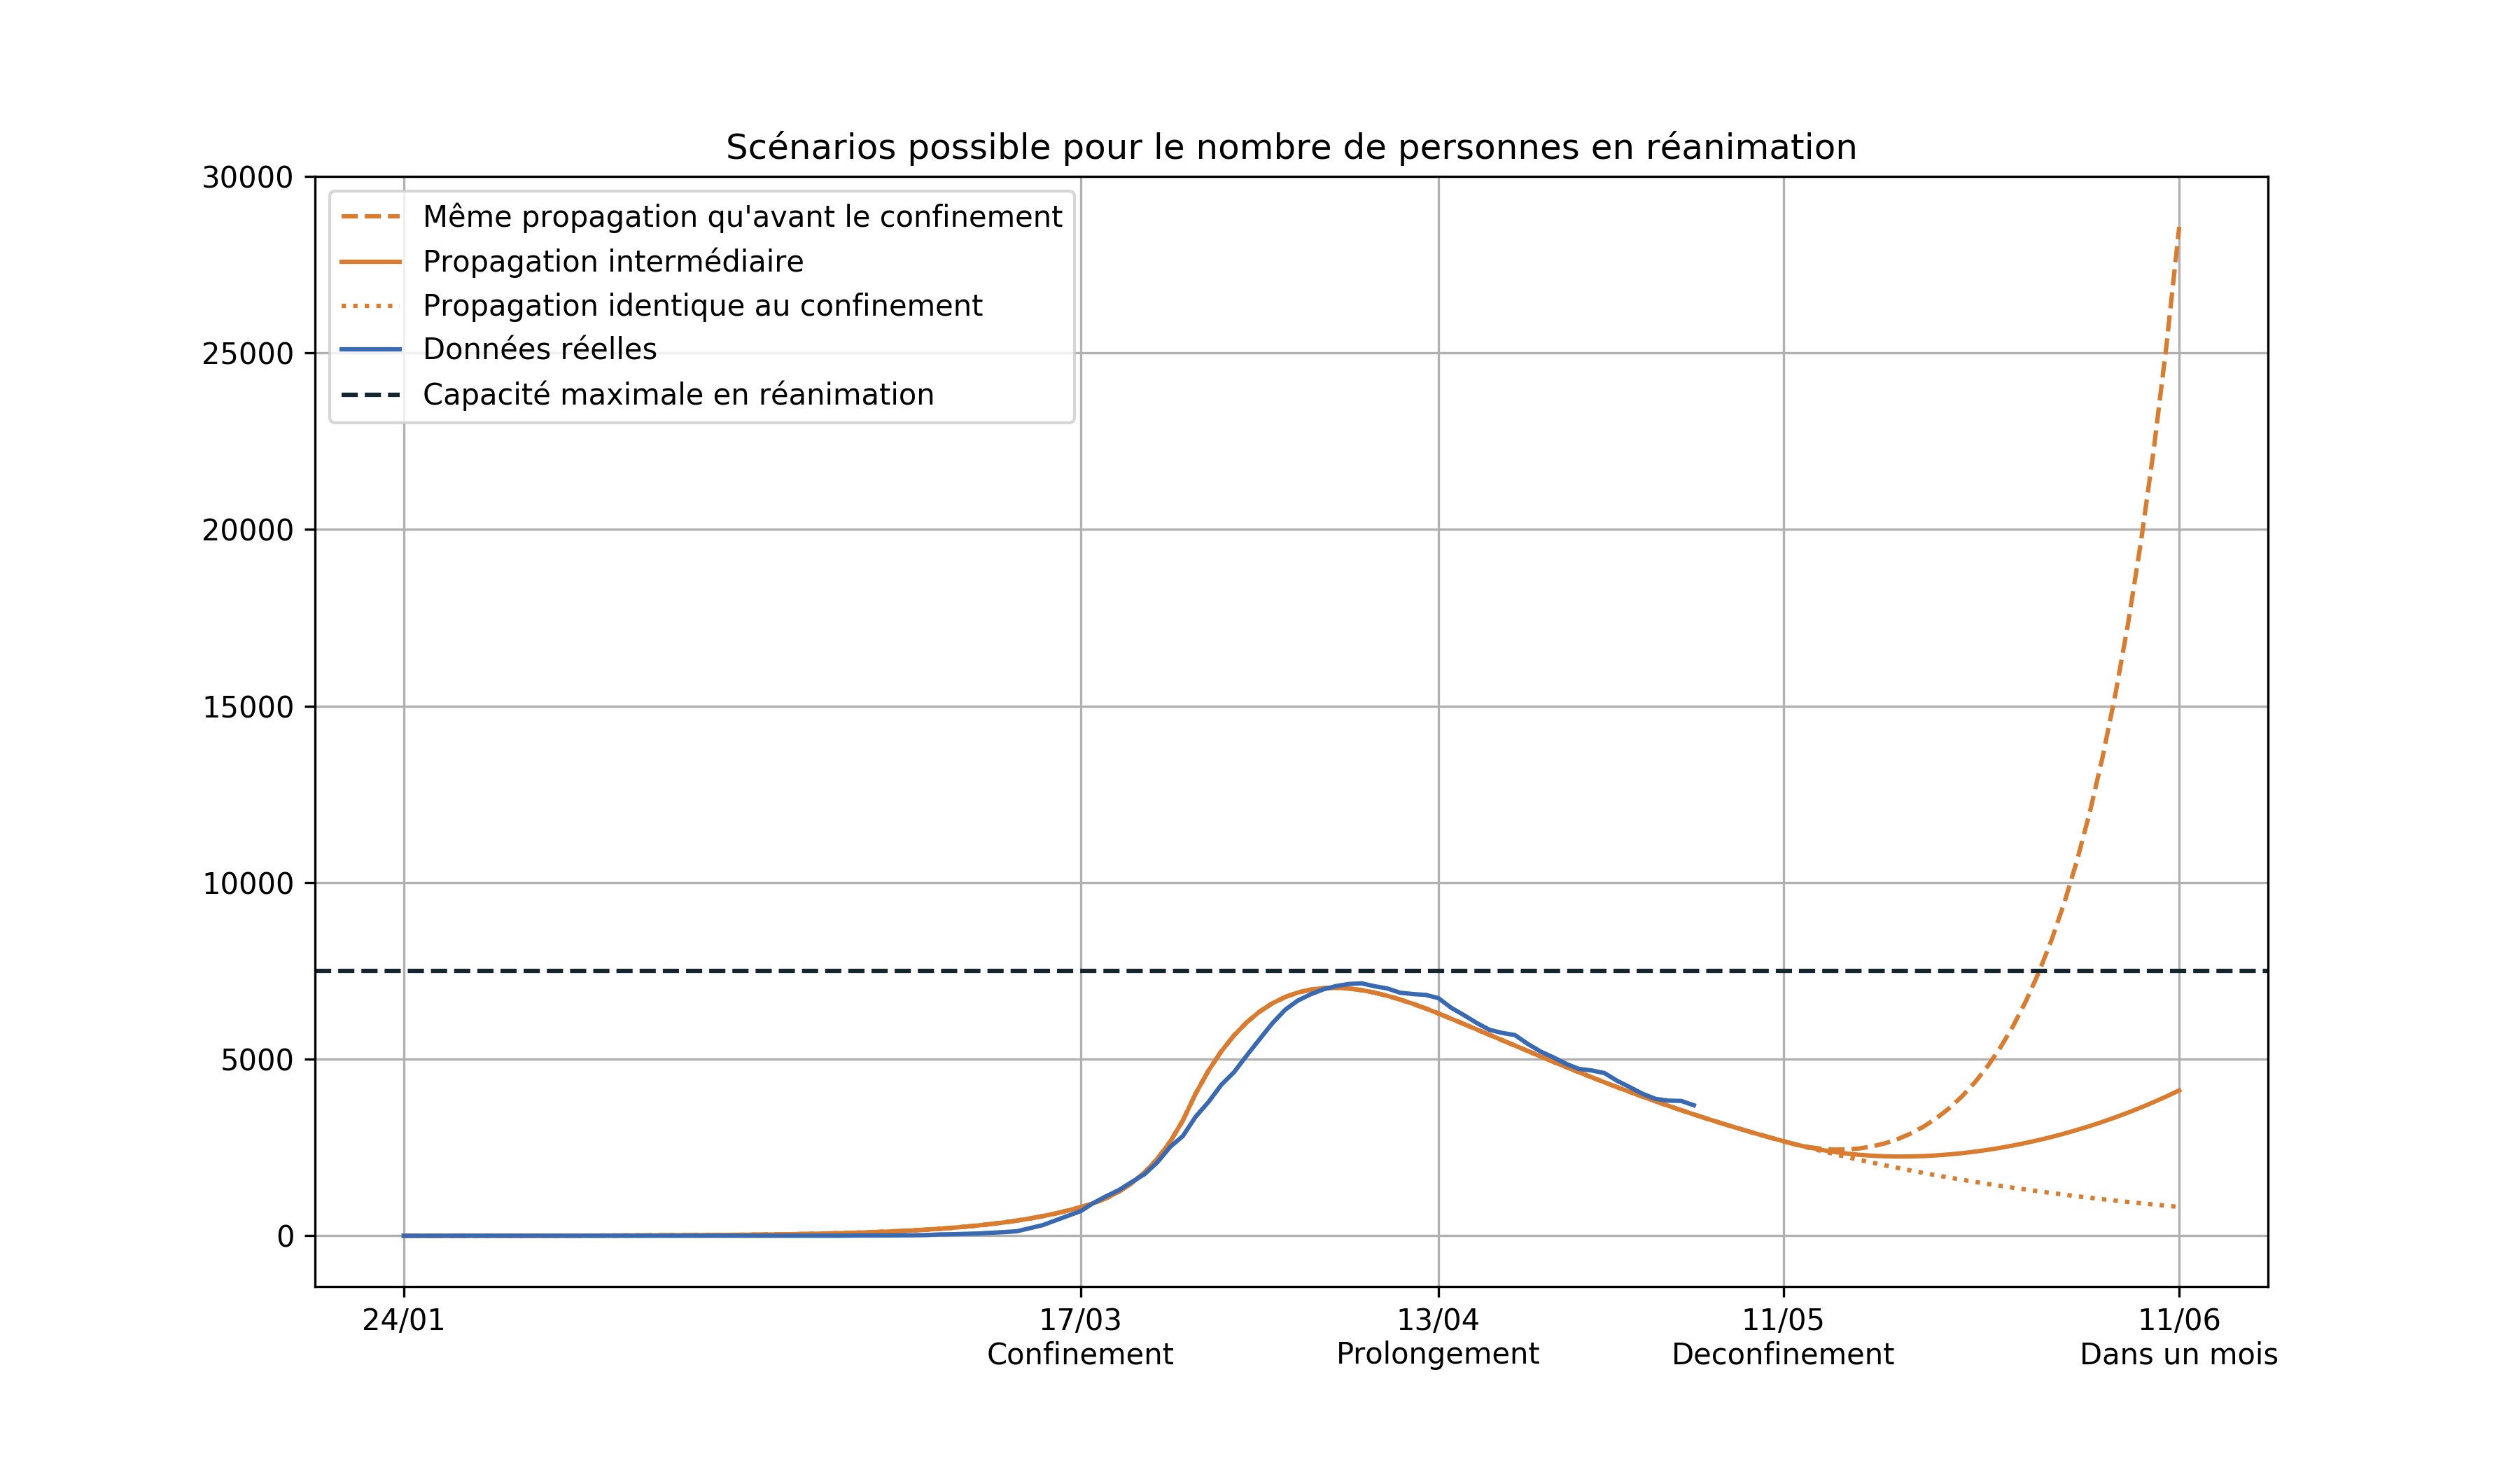 Scénarios possible pour le nombre de personnes en réanimation
30000
25000
20000
15000
10000
5000
0
Même propagation qu'avant le confinement
Propagation intermédiaire
Propagation identique au confinement
Données réelles
Capacité maximale en réanimation
24/01
17/03
Confinement
13/04
Prolongement
11/05
Deconfinement
11/06
Dans un mois